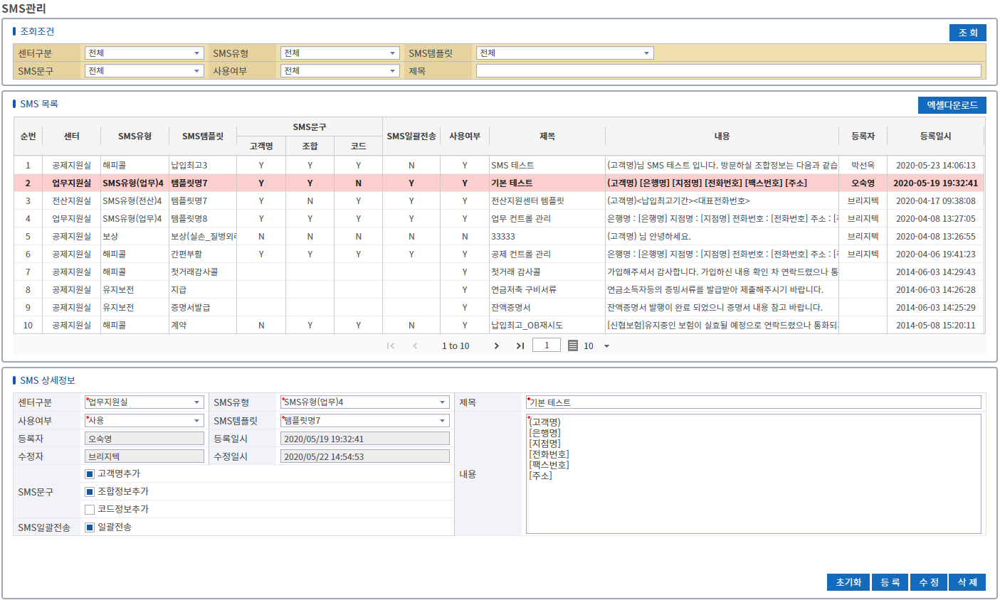 SMS관리
조회조건
조 회
센터구분 전체 SMS유형 전체 SMS템플릿 전체
SMS문구 전체 사용여부 전체 제목
SMS 목록
엑셀다운로드
순번 센터 SMS유형 SMS템플릿 SMS문구 SMS일괄전송 사용여부 제목 내용 등록자 등록일시
고객명 조합 코드
1 공제지원실 해피콜 납입최고3 Y Y Y N Y SMS 테스트 (고객명)님 SMS 테스트 입니다. 방문하실 조합정보는 다음과 같습 박선옥 2020-05-23 14:06:13
2 업무지원실 SMS유형(업무)4 템플릿명7 Y Y N Y Y 기본 테스트 (고객명) [은행명] [지점명] [전화번호] [팩스번호] [주소] 오숙영 2020-05-19 19:32:41
3 전산지원실 SMS유형(전산)4 템플릿명7 Y N Y Y Y 전산지원센터 템플릿 (고객명)<납입최고기간><대표전화번호> 브리지텍 2020-04-17 09:38:08
4 업무지원실 SMS유형(업무)4 템플릿명8 Y Y Y Y Y 업무 컨트롤 관리 은행명 : [은행명] 지점명 : [지점명] 전화번호 : [전화번호] 주소 : [ 브리지텍 2020-04-08 13:27:05
5 공제지원실 보상 보상(실손_질병외 N N N N N 33333 (고객명) 님 안녕하세요. 브리지텍 2020-04-08 13:26:55
6 공제지원실 해피콜 간편부활 Y Y Y Y Y 공제 컨트롤 관리 은행명 : [은행명] 지점명 : [지점명] 전화번호 : [전화번호] 주소 : [ 브리지텍 2020-04-06 19:41:23
7 공제지원실 해피콜 첫거래감사콜 Y 첫거래 감사콜 가입해주셔서 감사합니다. 가입하신 내용 확인 차 연락드렸으나 통 2014-06-03 14:29:43
8 공제지원실 유지보전 지급 Y 연금저축 구비서류 연금소득자등의 증빙서류를 발급받아 제출해주시기 바랍니다. 2014-06-03 14:26:28
9 공제지원실 유지보전 증명서발급 Y 잔액증명서 잔액증명서 발행이 완료 되었으니 증명서 내용 참고 바랍니다. 2014-06-03 14:25:29
10 공제지원실 해피콜 계약 N Y Y N Y 납입최고_OB재시도 [신협보험]유지중인 보험이 실효될 예정으로 연락드렸으나 통화되 2014-05-08 15:20:11
1 to 10 1 10
SMS 상세정보
센터구분 업무지원실 SMS유형 SMS유형(업무)4 제목 기본 테스트
사용여부 사용 SMS템플릿 템플릿명7
등록자 오숙영 등록일시 2020/05/19 19:32:41
수정자 브리지텍 수정일시 2020/05/22 14:54:53
SMS문구
고객명추가
조합정보추가
코드정보추가
SMS일괄전송 일괄전송
내용
(고객명)
[은행명]
[지점명]
[전화번호]
[팩스번호]
[주소]
초기화 등 록 수 정 삭 제